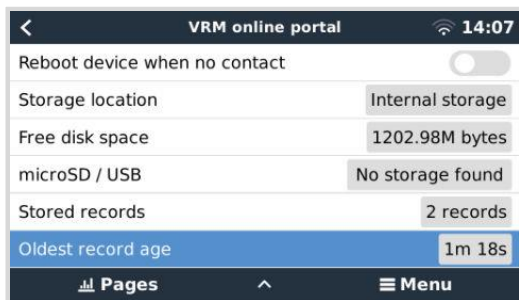 VRM online portal 14:07
Reboot device when no contact
Storage location Internal storage
Free disk space 1202.98M bytes
microSD / USB No storage found
Stored records 2 records
Oldest record age 1m 18s
Pages Menu